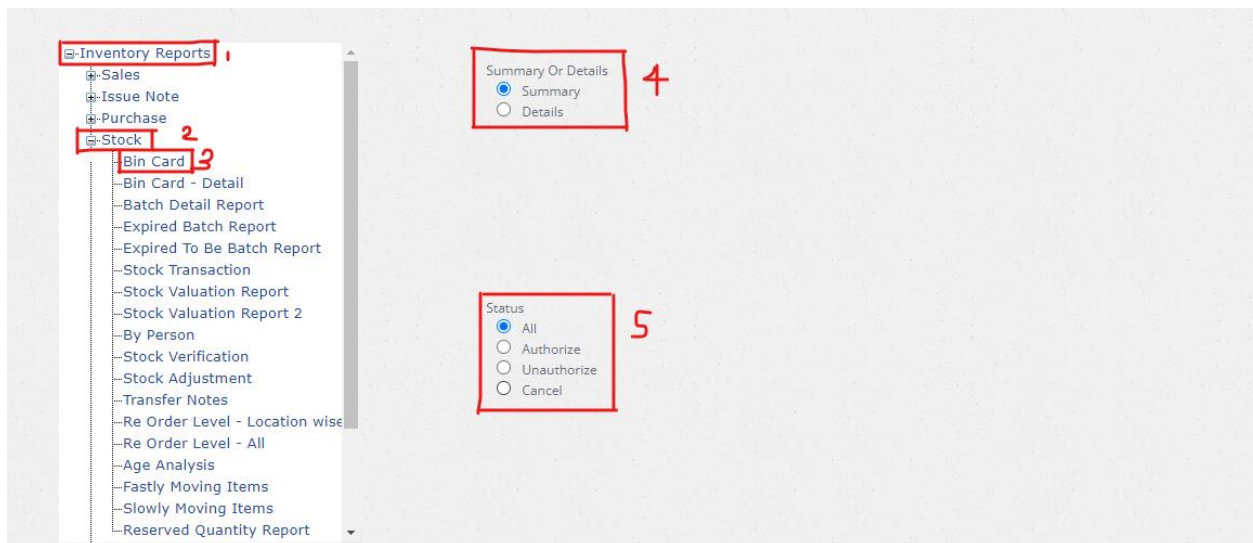 Inventory Reports 1
Sales
Issue Note
Purchase
Stock 2
Bin Card 3
Bin Card - Detail
Batch Detail Report
Expired Batch Report
Expired To Be Batch Report
Stock Transaction
Stock Valuation Report
Stock Valuation Report 2
By Person
Stock Verification
Stock Adjustment
Transfer Notes
Re Order Level - Location wise
Re Order Level - All
Age Analysis
Fastly Moving Items
Slowly Moving Items
Reserved Quantity Report
Summary Or Details 4
Summary
Details
Status 5
All
Authorize
Unauthorize
Cancel